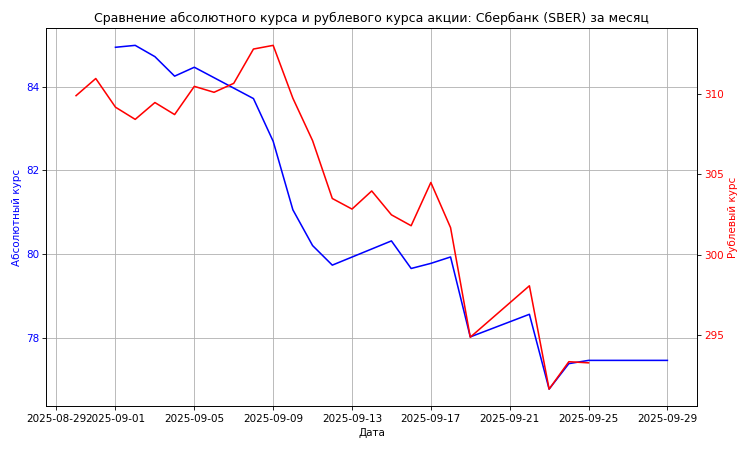 Сравнение абсолютного курса и рублевого курса акции: Сбербанк (SBER) за месяц
Абсолютный курс
84
82
80
78
310
305
300
295
Рублевый курс
2025-08-29 2025-09-01 2025-09-05 2025-09-09 2025-09-13 2025-09-17 2025-09-21 2025-09-25 2025-09-29
Дата